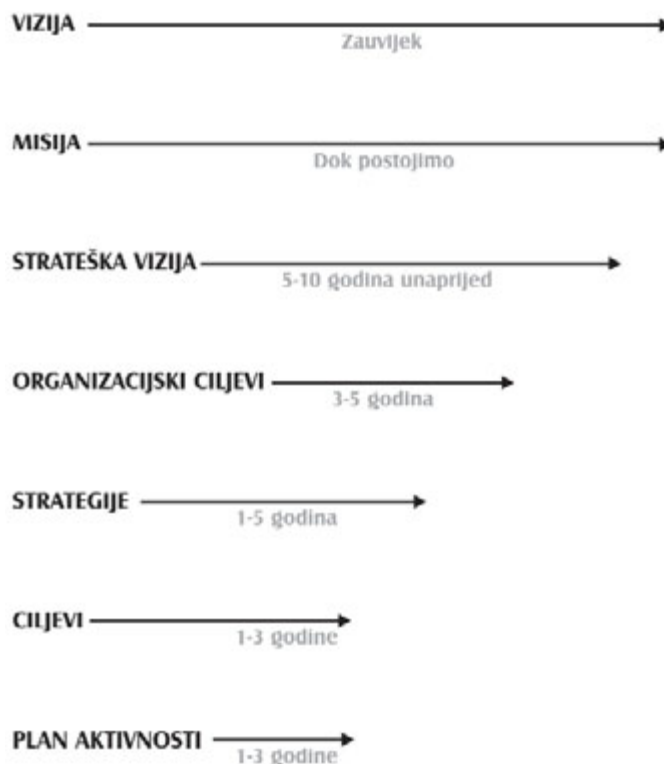 VIZIJA
Zauvijek
MISIJA
Dok postojimo
STRATEŠKA VIZIJA
5-10 godina unaprijed
ORGANIZACIJSKI CILJEVI
3-5 godina
STRATEGIJE
1-5 godina
CILJEVI
1-3 godine
PLAN AKTIVNOSTI
1-3 godine